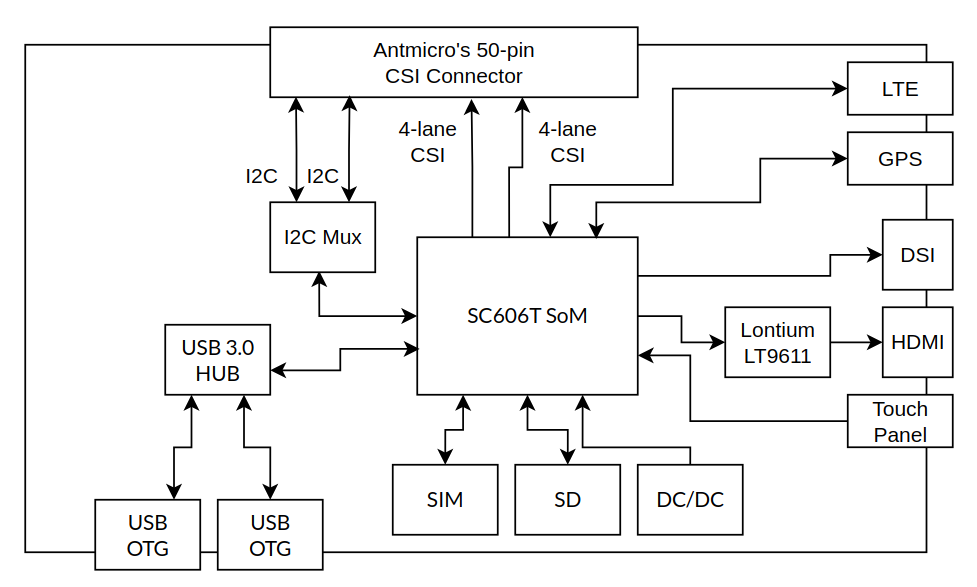 Antmicro's 50-pin
CSI Connector
LTE
4-lane
CSI
4-lane
CSI
GPS
I2C
I2C
I2C Mux
DSI
SC606T SoM
Lontium
LT9611
HDMI
USB 3.0
HUB
Touch
Panel
SIM
SD
DC/DC
USB
OTG
USB
OTG